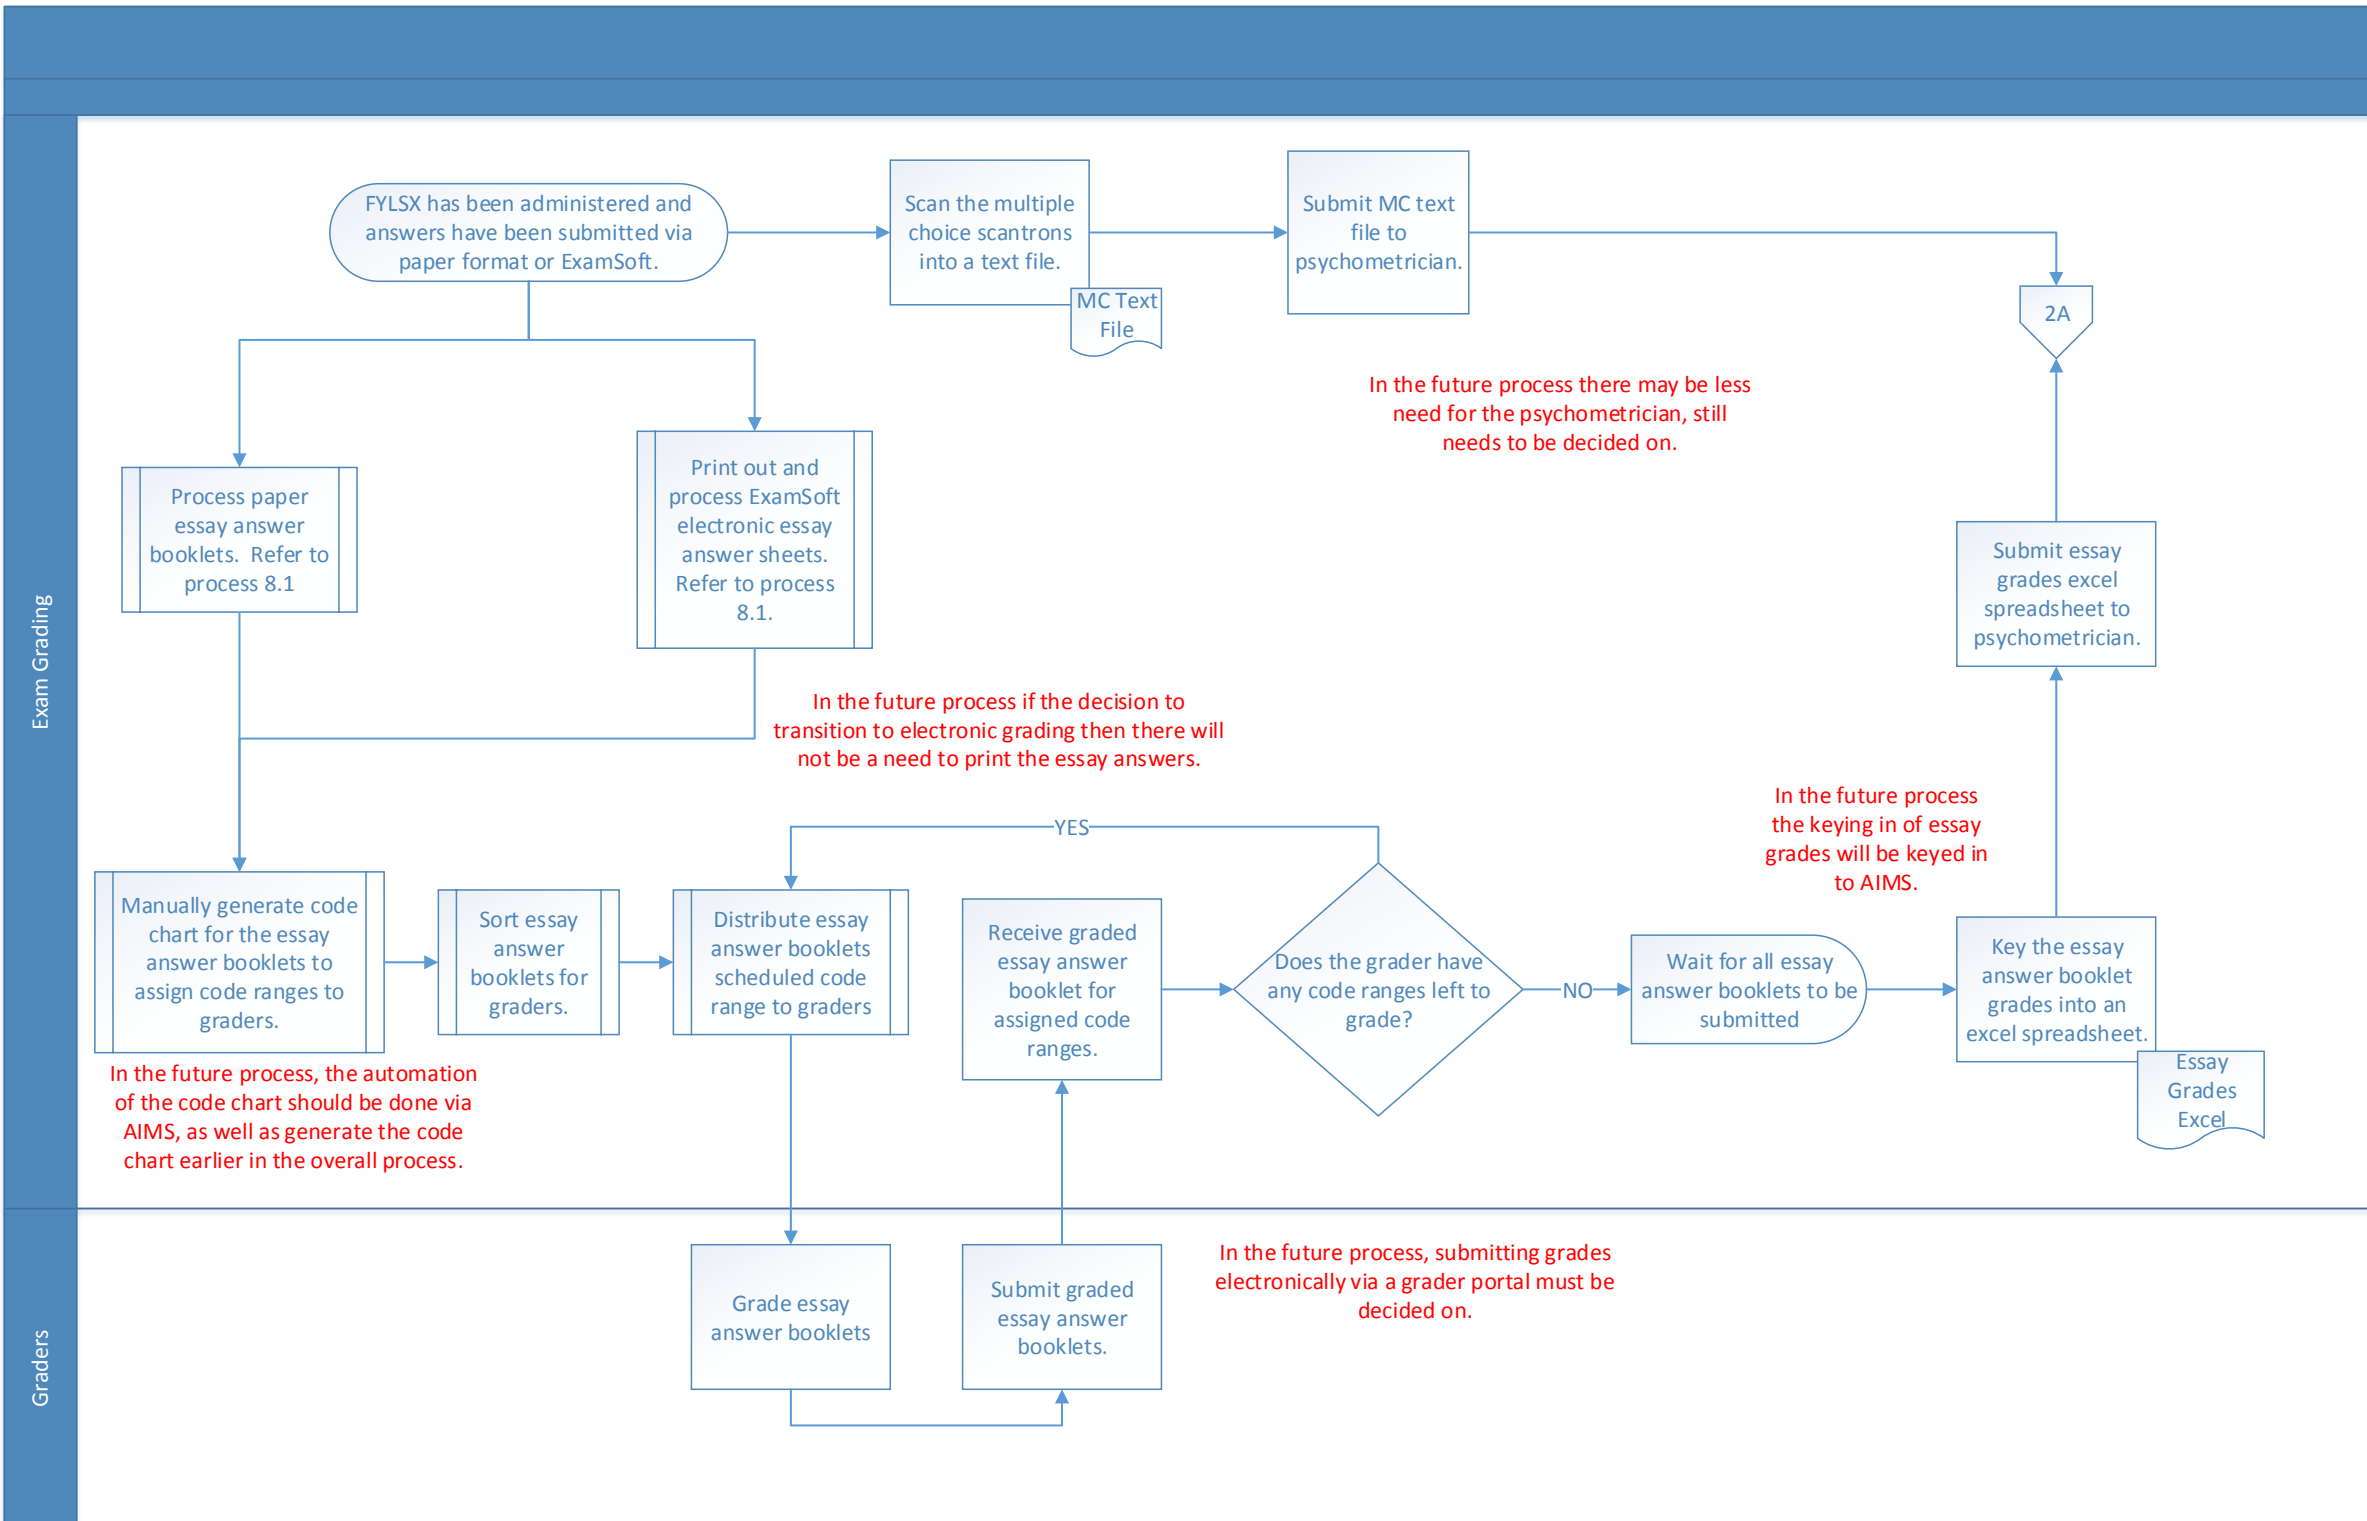 FYLSX has been administered and
answers have been submitted via
paper format or ExamSoft.
Scan the multiple
choice scantrons
into a text file.
MC Text
File
Submit MC text
file to
psychometrician.
2A
In the future process there may be less
need for the psychometrician, still
needs to be decided on.
Process paper
essay answer
booklets.  Refer to
process 8.1
Print out and
process ExamSoft
electronic essay
answer sheets.
Refer to process
8.1.
Submit essay
grades excel
spreadsheet to
psychometrician.
Exam Grading
In the future process if the decision to
transition to electronic grading then there will
not be a need to print the essay answers.
In the future process
the keying in of essay
grades will be keyed in
to AIMS.
YES
Manually generate code
chart for the essay
answer booklets to
assign code ranges to
graders.
Sort essay
answer
booklets for
graders.
Distribute essay
answer booklets
scheduled code
range to graders
Receive graded
essay answer
booklet for
assigned code
ranges.
Does the grader have
any code ranges left to
grade?
NO
Wait for all essay
answer booklets to be
submitted
Key the essay
answer booklet
grades into an
excel spreadsheet.
Essay
Grades
Excel
In the future process, the automation
of the code chart should be done via
AIMS, as well as generate the code
chart earlier in the overall process.
Graders
Grade essay
answer booklets
Submit graded
essay answer
booklets.
In the future process, submitting grades
electronically via a grader portal must be
decided on.